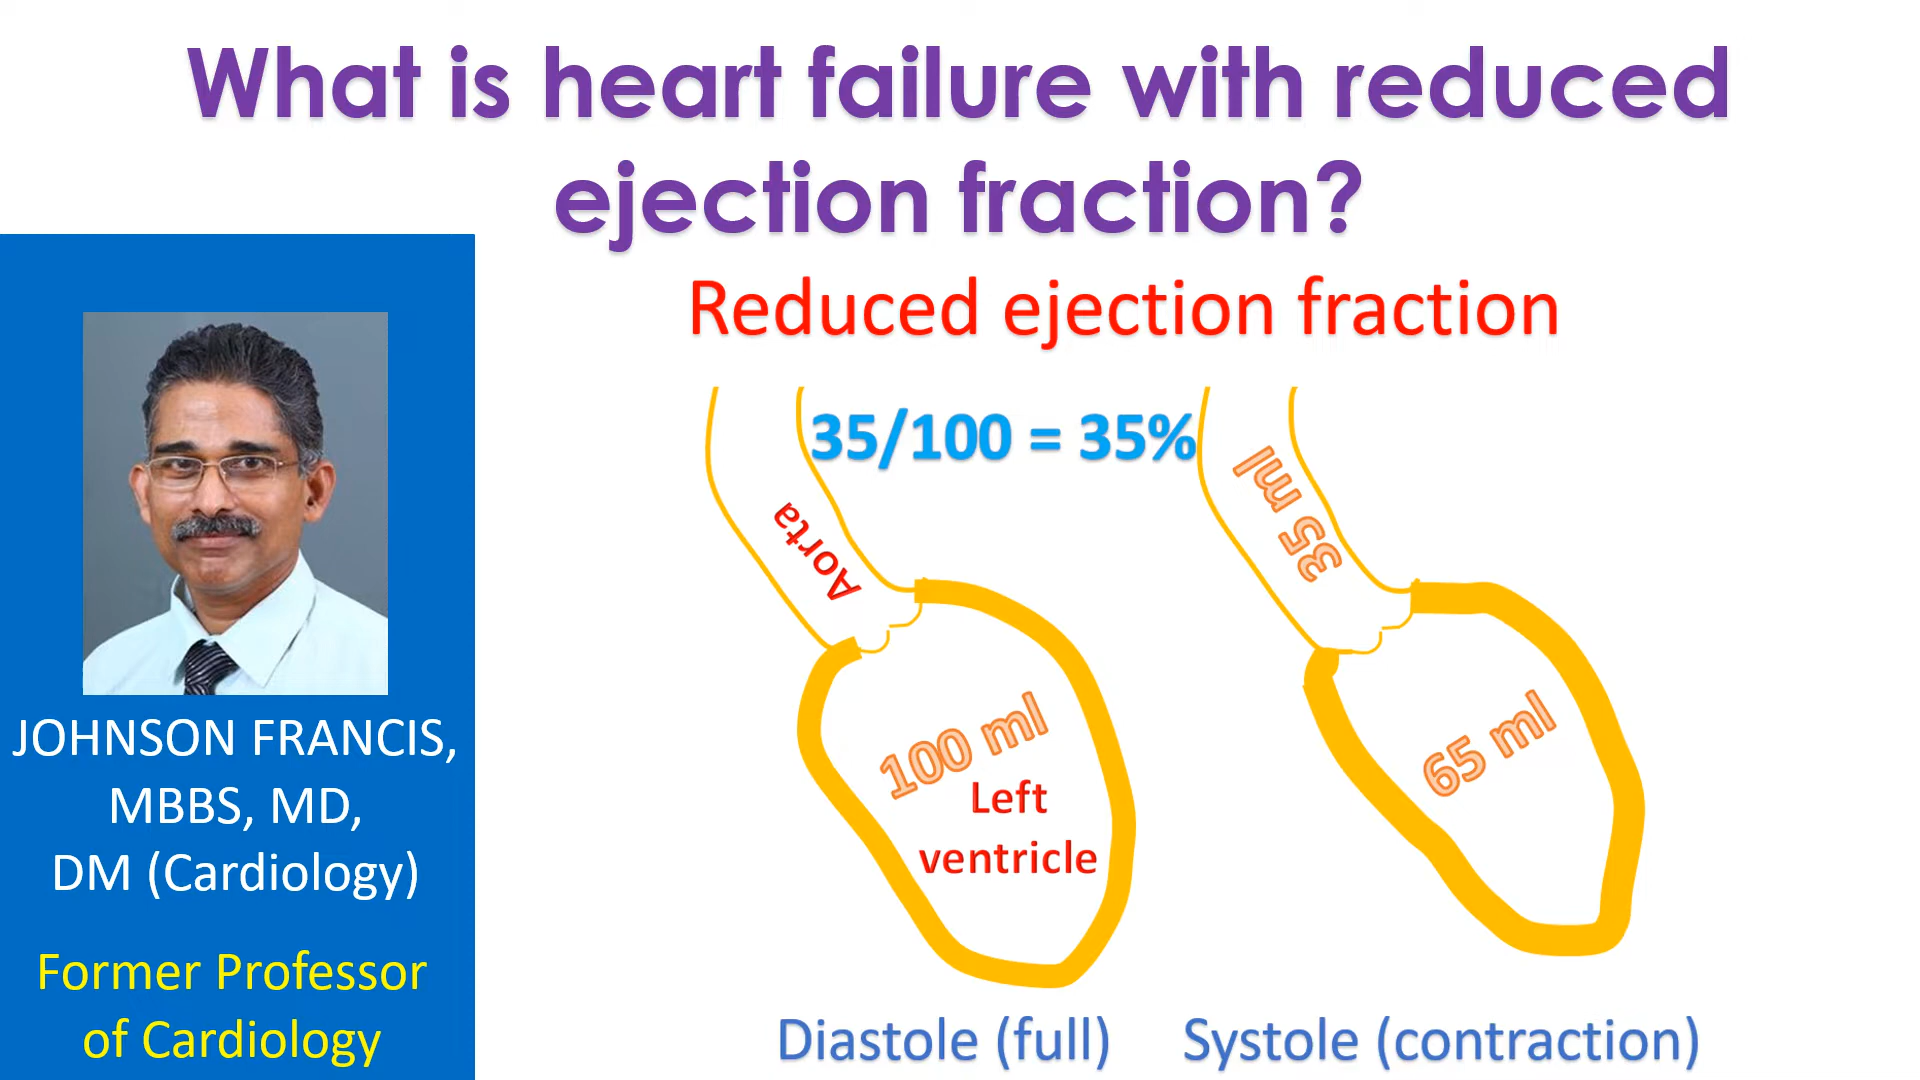 What is heart failure with reduced
ejection fraction?
Reduced ejection fraction
35/100 = 35%
Aorta
35 ml
100 ml
Left
ventricle
65 ml
Diastole (full)
Systole (contraction)
JOHNSON FRANCIS,
MBBS, MD,
DM (Cardiology)
Former Professor
of Cardiology